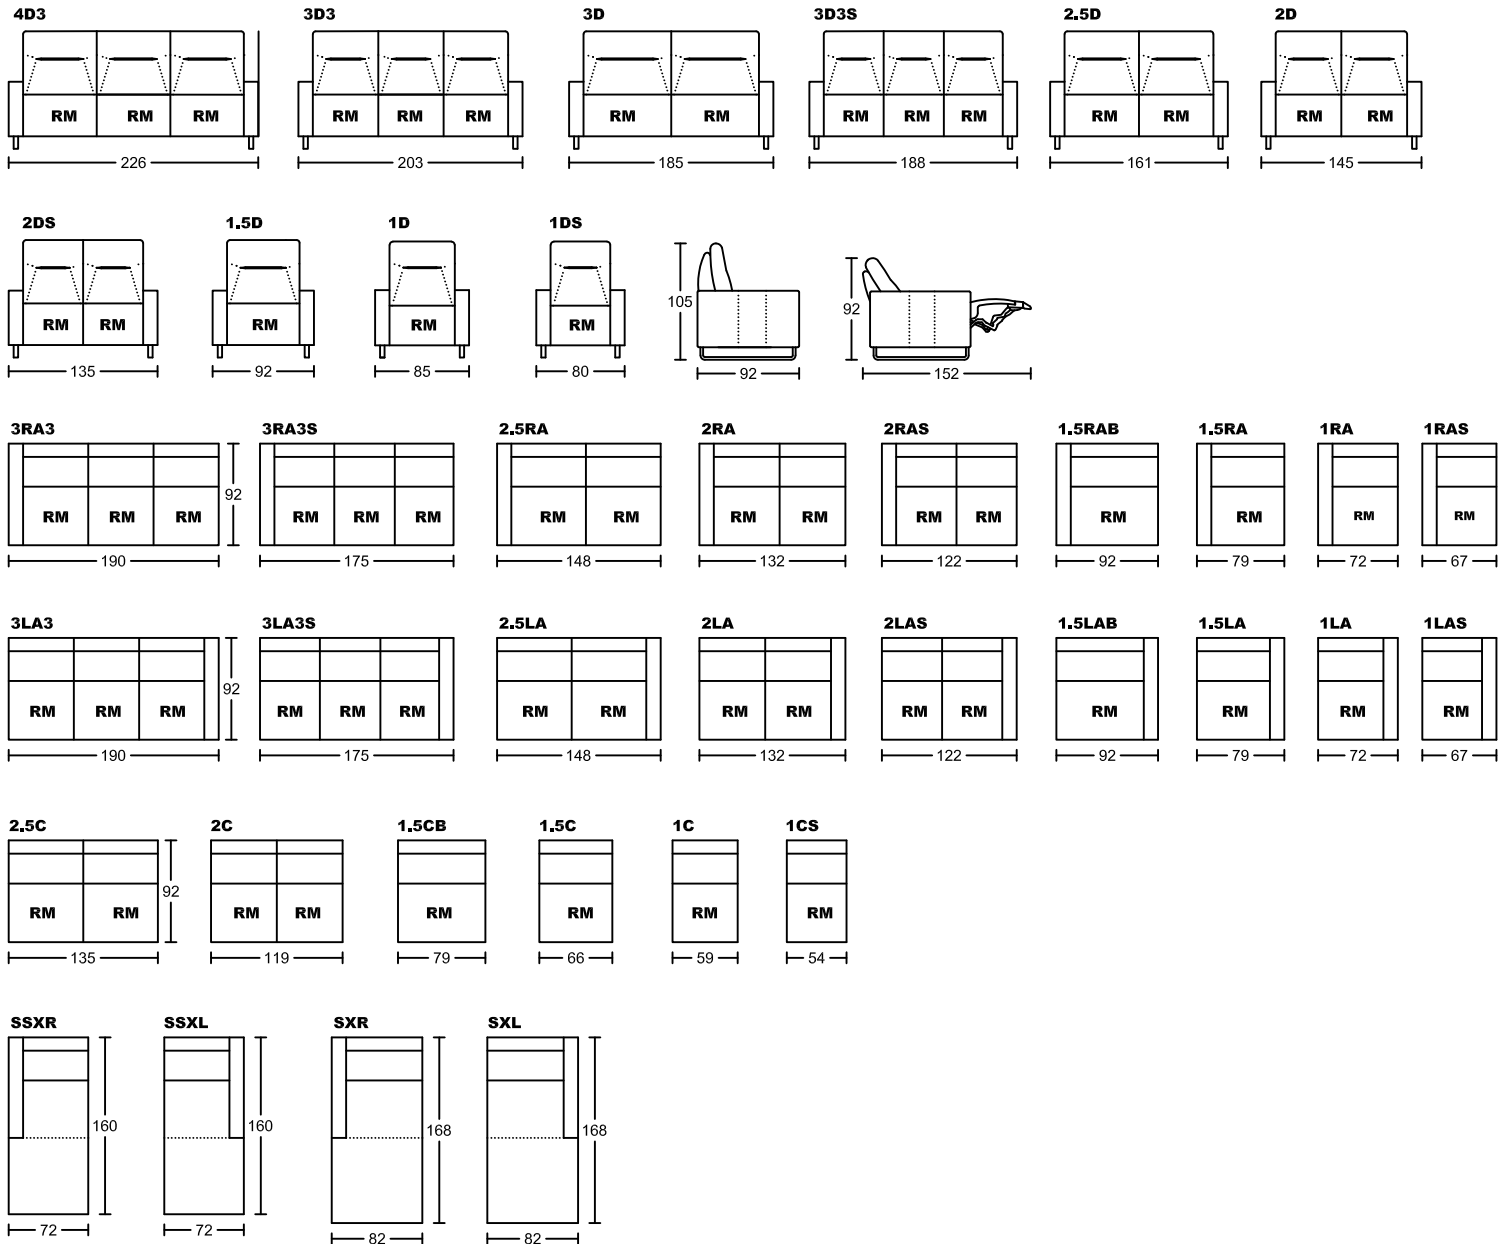 4D3 3D3 3D 3D3S 2.5D 2D
RM RM RM RM RM RM RM RM RM RM RM RM RM RM RM
226 203 185 188 161 145
2DS 1.5D 1D 1DS
105 92
RM RM RM RM RM
135 92 85 80 92 152
3RA3 3RA3S 2.5RA 2RA 2RAS 1.5RAB 1.5RA 1RA 1RAS
92
RM RM RM RM RM RM RM RM RM RM RM RM RM RM RM RM
190 175 148 132 122 92 79 72 67
3LA3 3LA3S 2.5LA 2LA 2LAS 1.5LAB 1.5LA 1LA 1LAS
92
RM RM RM RM RM RM RM RM RM RM RM RM RM RM RM RM
190 175 148 132 122 92 79 72 67
2.5C 2C 1.5CB 1.5C 1C 1CS
92
RM RM RM RM RM RM RM RM
135 119 79 66 59 54
SSXR SSXL SXR SXL
160 160 168 168
72 72 82 82